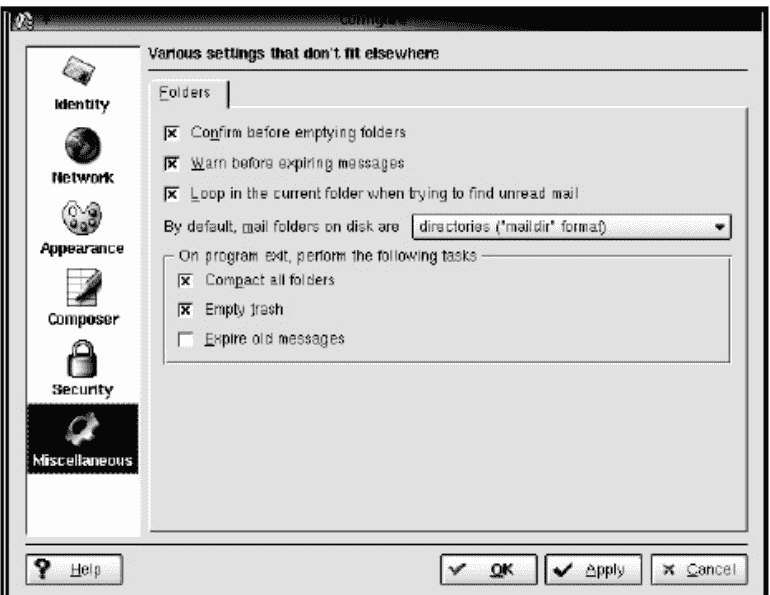 Configure
Various settings that don't fit elsewhere
Identity
Network
Appearance
Composer
Security
Miscellaneous
Folders
Confirm before emptying folders
Warn before expiring messages
Loop in the current folder when trying to find unread mail
By default, mail folders on disk are directories ("maildir" format)
On program exit, perform the following tasks
Compact all folders
Empty trash
Expire old messages
Help
OK
Apply
Cancel